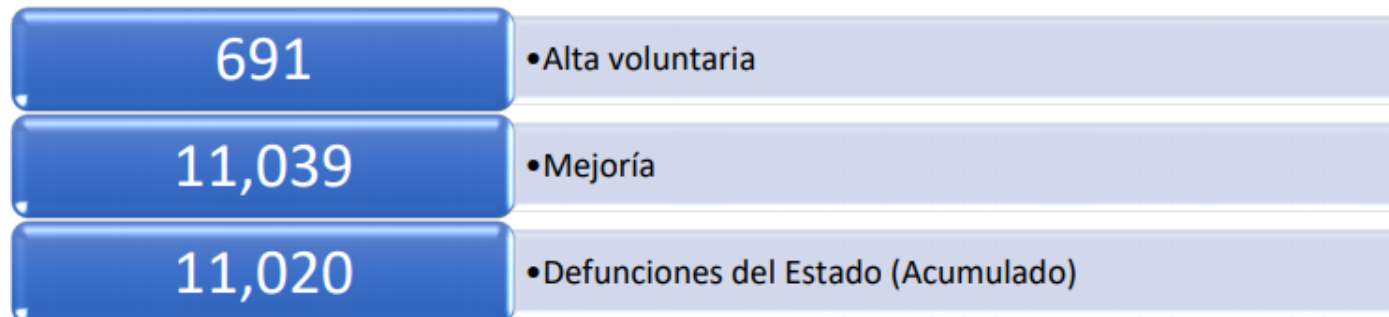 691
•Alta voluntaria
11,039
•Mejoría
11,020
•Defunciones del Estado (Acumulado)